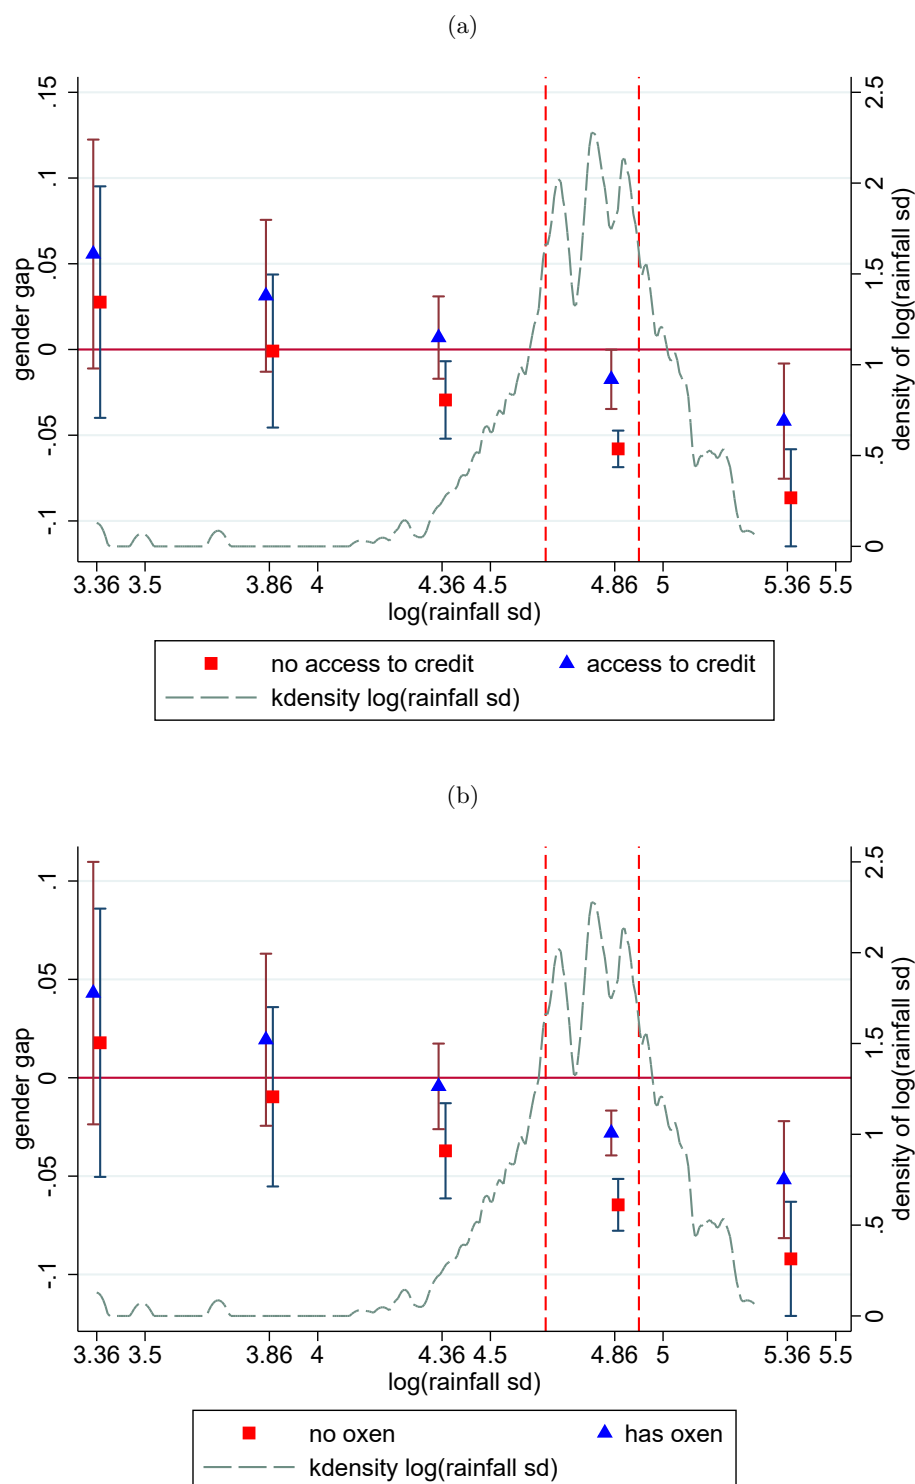 (a)
.15
.1
.05
0
-.05
-.1
gender gap
2.5
2
1.5
1
.5
0
density of log(rainfall sd)
3.36 3.5 3.86 4 4.36 4.5 4.86 5 5.36 5.5
log(rainfall sd)
no access to credit access to credit
kdensity log(rainfall sd)
(b)
.1
.05
0
-.05
-.1
gender gap
2.5
2
1.5
1
.5
0
density of log(rainfall sd)
3.36 3.5 3.86 4 4.36 4.5 4.86 5 5.36 5.5
log(rainfall sd)
no oxen has oxen
kdensity log(rainfall sd)